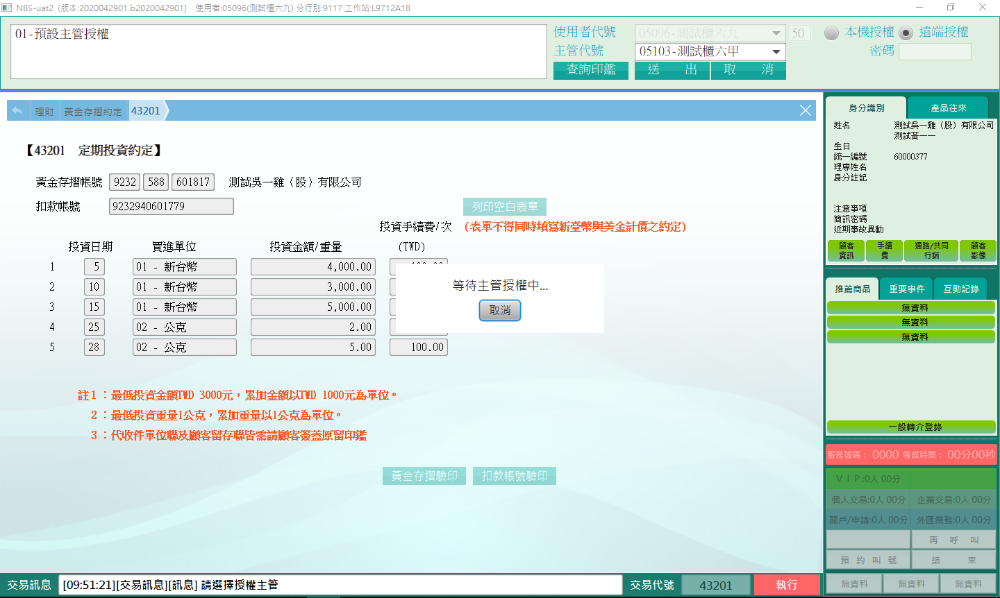 NBS-uat2 (版本:2020042901.b2020042901) 使用者:05096(測試櫃六九) 分行別:9117 工作站:L9712A18
01-預設主管授權
使用者代號 05096-測試櫃六九 50 本機授權 遠端授權
主管代號 05103-測試櫃六甲 密碼
查詢印鑑 送 出 取 消
理財 黃金存摺約定 43201
【43201 定期投資約定】
黃金存摺帳號 9232 588 601817 測試吳一雞（股）有限公司
扣款帳號 9232940601779 列印空白表單
投資手續費/次 (表單不得同時填寫新臺幣與美金計價之約定)
投資日期 買進單位 投資金額/重量 (TWD)
1 5 01 - 新台幣 4,000.00
2 10 01 - 新台幣 3,000.00
3 15 01 - 新台幣 5,000.00
4 25 02 - 公克 2.00
5 28 02 - 公克 5.00 100.00
等待主管授權中...
取消
註1：最低投資金額TWD 3000元，累加金額以TWD 1000元為單位。
2：最低投資重量1公克，累加重量以1公克為單位。
3：代收件單位聯及顧客留存聯皆需請顧客簽蓋原留印鑑
黃金存摺驗印 扣款帳號驗印
交易訊息 [09:51:21][交易訊息][訊息] 請選擇授權主管 交易代號 43201 執行
身分識別 產品往來
姓名 測試吳一雞（股）有限公司
測試黃一一
生日
統一編號 60000377
理專姓名
身分註記
注意事項
簡訊密碼
近期事故異動
顧客資訊 手續費 通路/共同行銷 顧客影像
推薦商品 重要事件 互動記錄
無資料
無資料
無資料
一般轉介登錄
服務號碼： 0000 等候時間： 00分00秒
ＶＩＰ:0人 00分
個人交易:0人 00分 企業交易:0人 00分
開戶/申請:0人 00分 外匯業務:0人 00分
再 呼 叫
預 約 叫 號 結 束
無資料 無資料 無資料